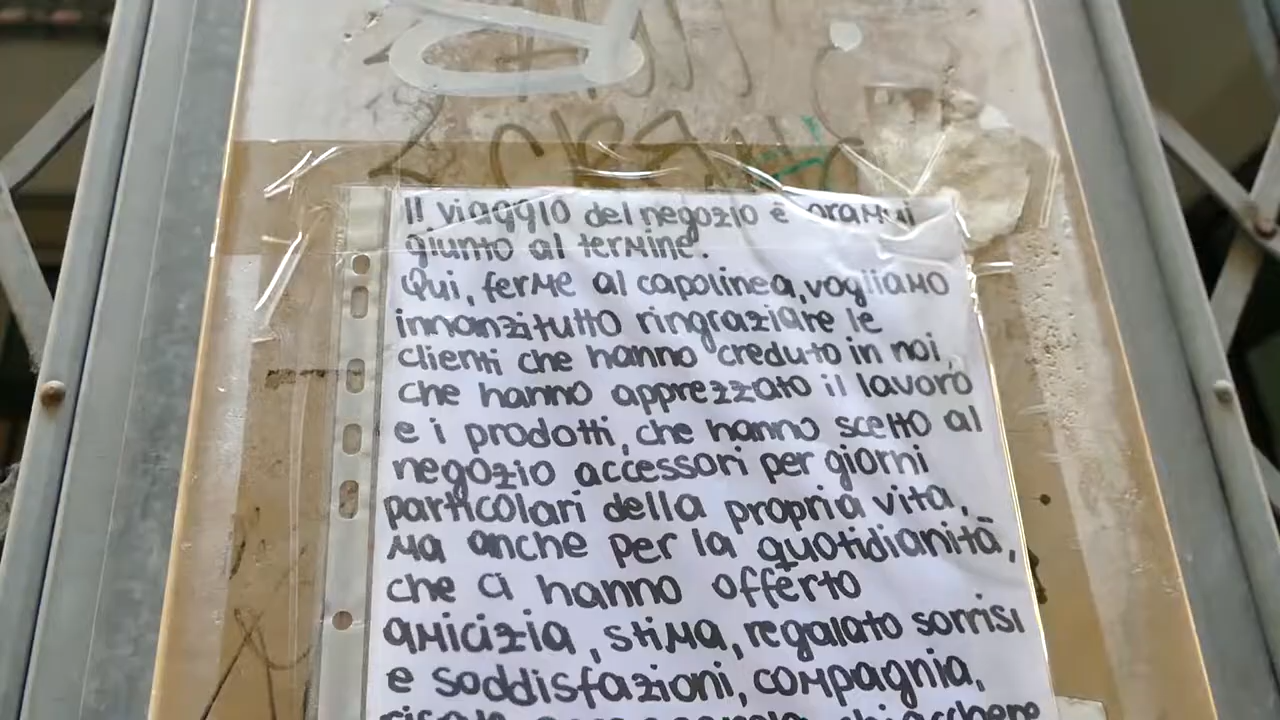 Il viaggio del negozio è oramai
giunto al termine.
Qui, ferme al capolinea, vogliamo
innanzitutto ringraziare le
clienti che hanno creduto in noi,
che hanno apprezzato il lavoro
e i prodotti, che hanno scelto al
negozio accessori per giorni
particolari della propria vita,
ma anche per la quotidianità,
che ci hanno offerto
amicizia, stima, regalato sorrisi
e soddisfazioni, compagnia,
chiacchere